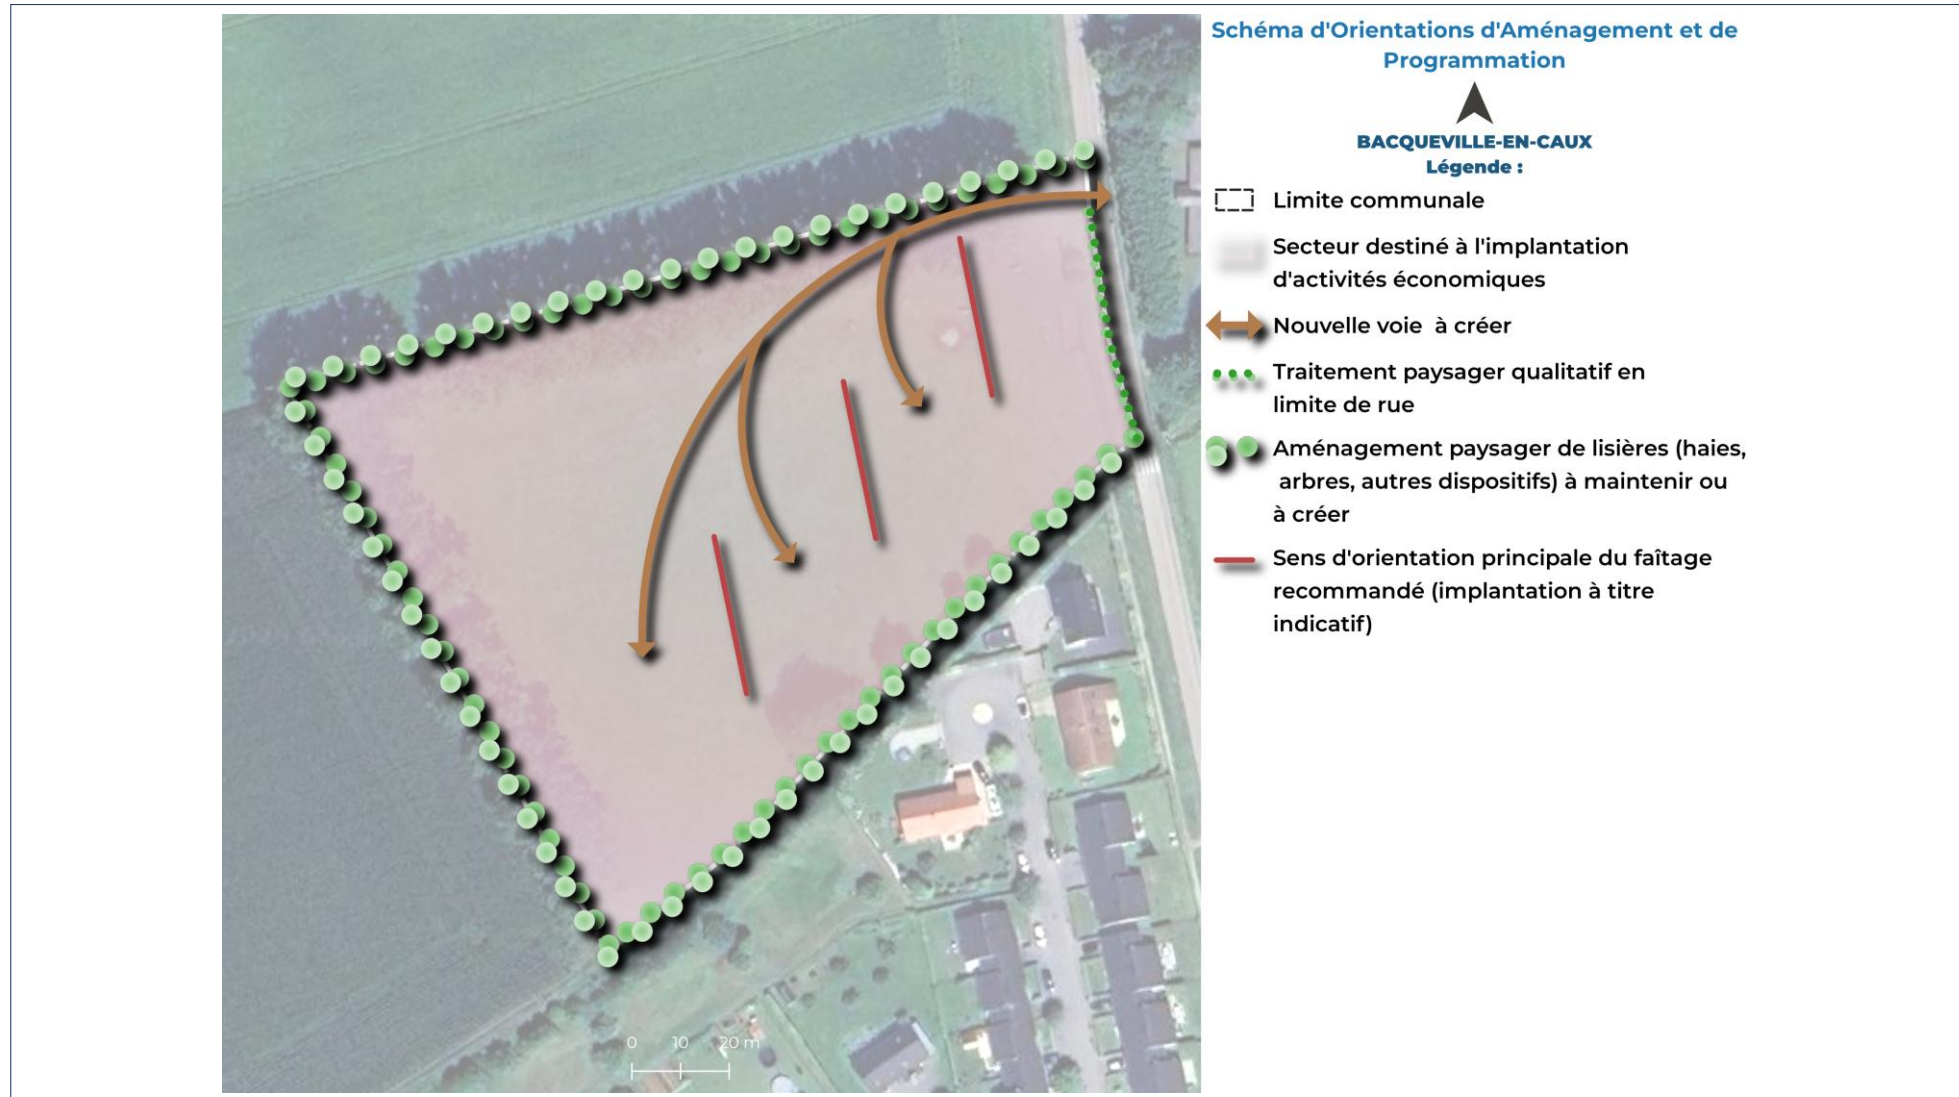 Schéma d'Orientations d'Aménagement et de
Programmation
BACQUEVILLE-EN-CAUX
Légende :
Limite communale
Secteur destiné à l'implantation
d'activités économiques
Nouvelle voie à créer
Traitement paysager qualitatif en
limite de rue
Aménagement paysager de lisières (haies,
arbres, autres dispositifs) à maintenir ou
à créer
Sens d'orientation principale du faîtage
recommandé (implantation à titre
indicatif)
0 10 20 m